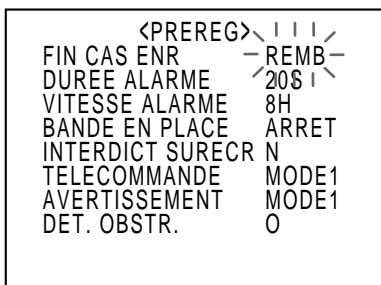 <PREREG>
FIN CAS ENR REMB
DUREE ALARME 20S
VITESSE ALARME 8H
BANDE EN PLACE ARRET
INTERDICT SURECR N
TELECOMMANDE MODE1
AVERTISSEMENT MODE1
DET. OBSTR. O